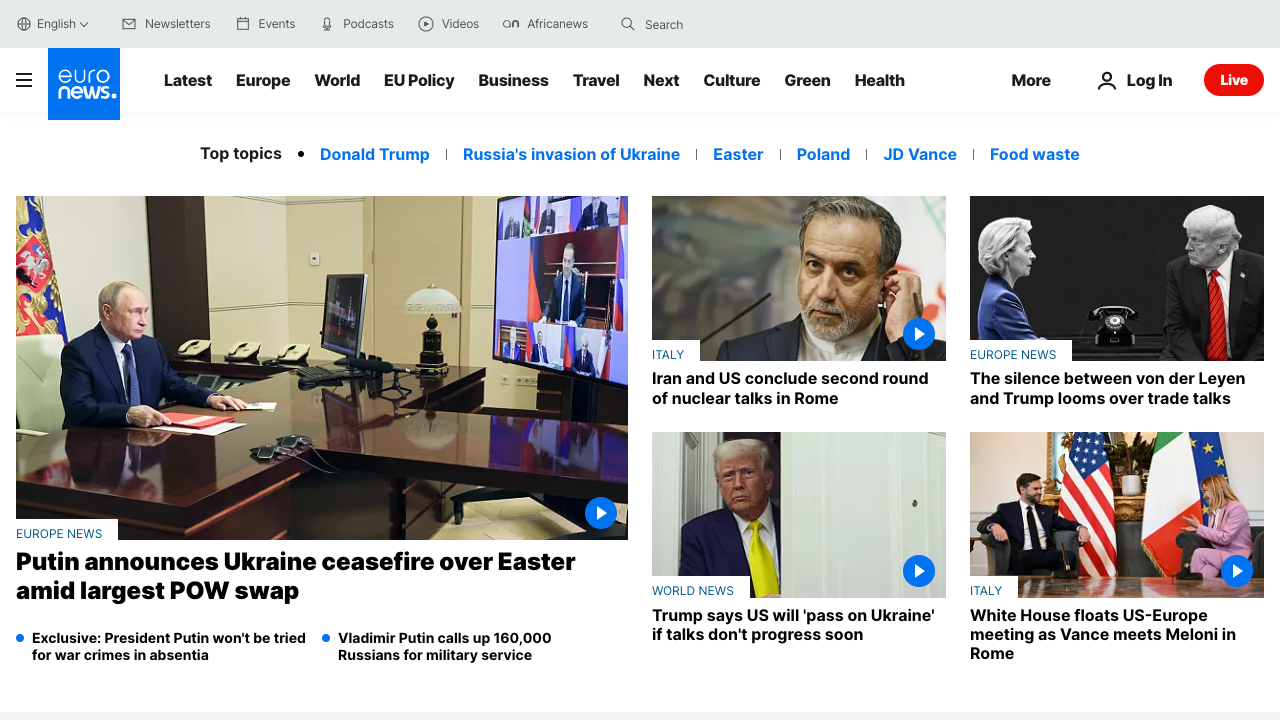 English
Newsletters
Events
Podcasts
Videos
Africanews
Search
euro
news.
Latest
Europe
World
EU Policy
Business
Travel
Next
Culture
Green
Health
More
Log In
Live
Top topics
Donald Trump
Russia's invasion of Ukraine
Easter
Poland
JD Vance
Food waste
EUROPE NEWS
Putin announces Ukraine ceasefire over Easter
amid largest POW swap
Exclusive: President Putin won't be tried
for war crimes in absentia
Vladimir Putin calls up 160,000
Russians for military service
ITALY
Iran and US conclude second round
of nuclear talks in Rome
EUROPE NEWS
The silence between von der Leyen
and Trump looms over trade talks
WORLD NEWS
Trump says US will 'pass on Ukraine'
if talks don't progress soon
ITALY
White House floats US-Europe
meeting as Vance meets Meloni in
Rome